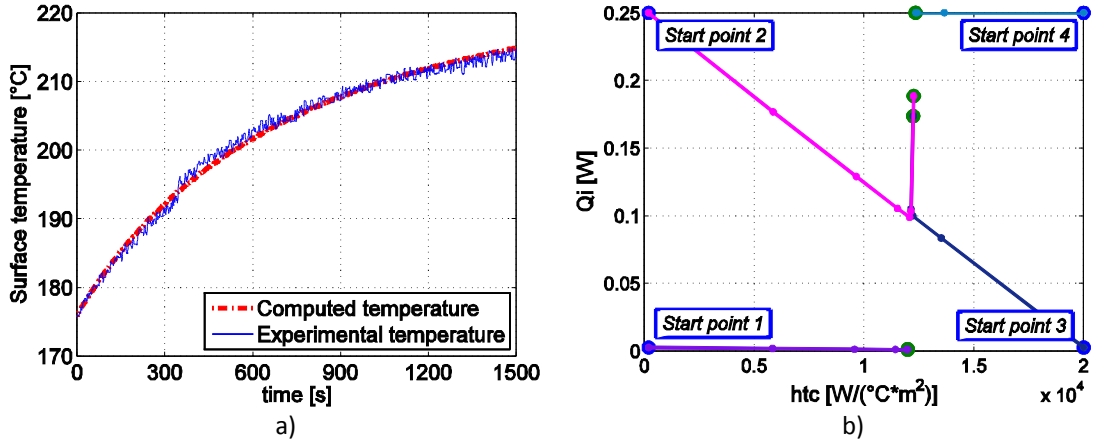 220
210
200
190
180
170
0
300
600
900
1200
1500
Surface temperature [°C]
time [s]
Computed temperature
Experimental temperature
a)
0.25
0.2
0.15
0.1
0.05
0
0
0.5
1
1.5
2
x 10⁴
Qi [W]
htc [W/(°C*m²)]
Start point 2
Start point 4
Start point 1
Start point 3
b)